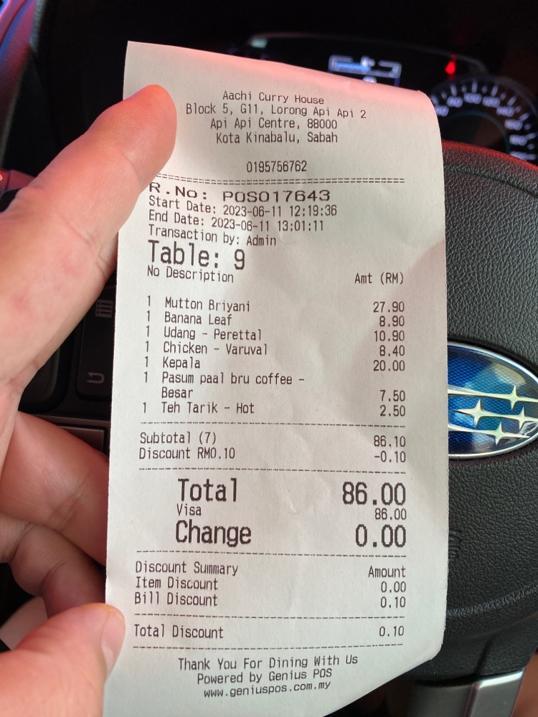 Aachi Curry House
Block 5, G11, Lorong Api Api 2
Api Api Centre, 88000
Kota Kinabalu, Sabah
0195756762
R.No: POS017643
Start Date: 2023-06-11 12:19:36
End Date: 2023-06-11 13:01:11
Transaction by: Admin
Table: 9
No Description Amt (RM)
1 Mutton Briyani 27.90
1 Banana Leaf 8.90
1 Udang - Perettal 10.90
1 Chicken - Varuval 8.40
1 Kepala 20.00
1 Pasum paal bru coffee -
Besar 7.50
1 Teh Tarik - Hot 2.50
Subtotal (7) 86.10
Discount RM0.10 -0.10
Total 86.00
Visa 86.00
Change 0.00
Discount Summary Amount
Item Discount 0.00
Bill Discount 0.10
Total Discount 0.10
Thank You For Dining With Us
Powered by Genius POS
www.geniuspos.com.my